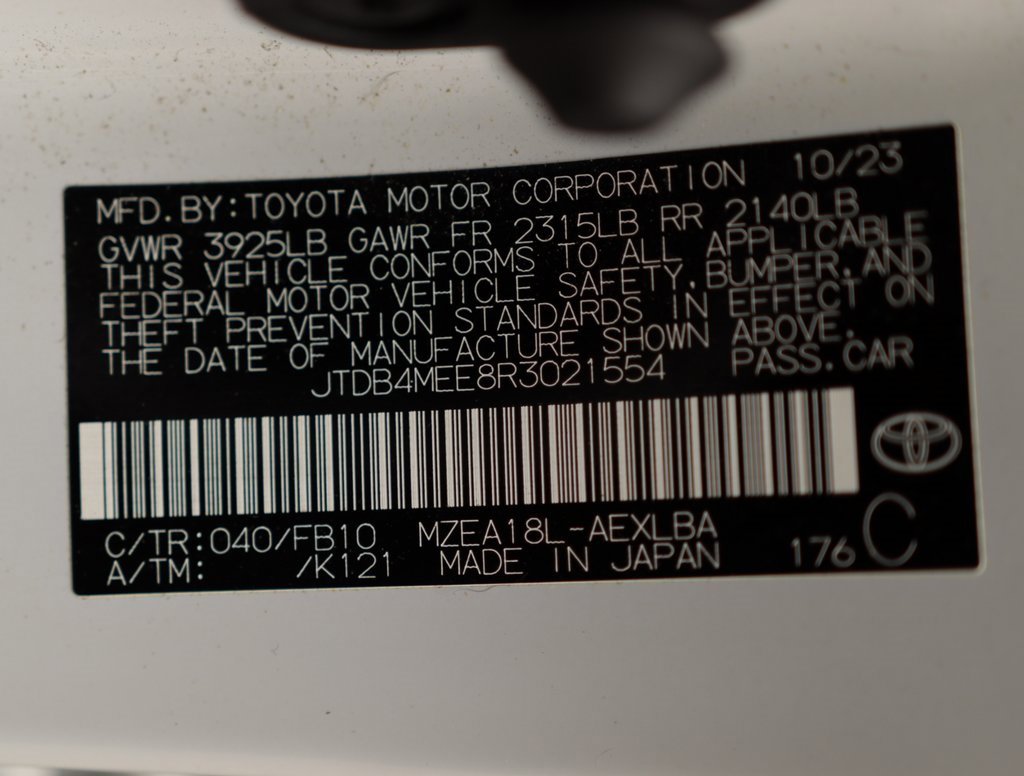 MFD.BY:TOYOTA MOTOR CORPORATION 10/23
GVWR 3925LB GAWR FR 2315LB RR 2140LB
THIS VEHICLE CONFORMS TO ALL APPLICABLE
FEDERAL MOTOR VEHICLE SAFETY,BUMPER,AND
THEFT PREVENTION STANDARDS IN EFFECT ON
THE DATE OF MANUFACTURE SHOWN ABOVE.
JTDB4MEE8R3021554 PASS.CAR
C/TR:040/FB10 MZEA18L-AEXLBA
A/TM: /K121 MADE IN JAPAN 176 C